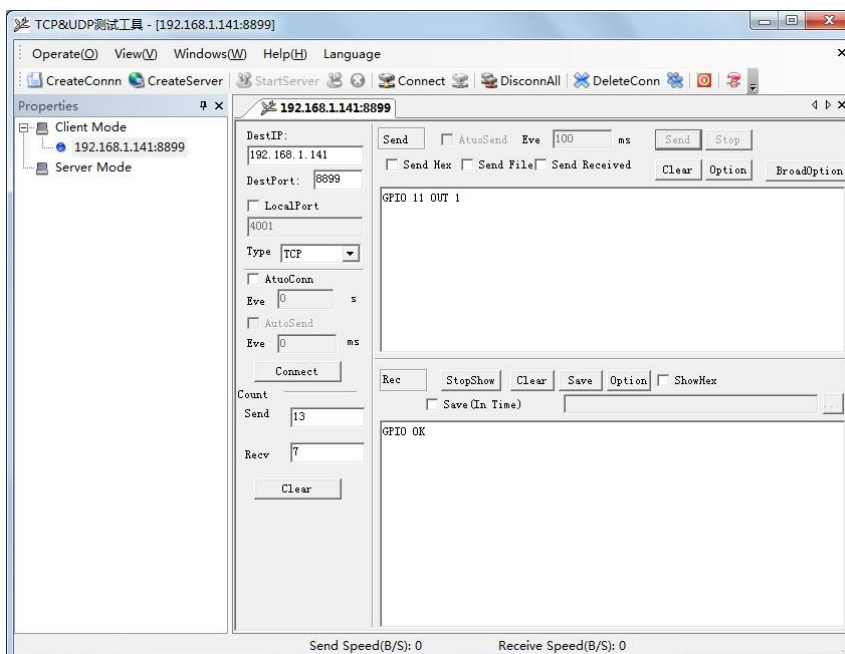 TCP&UDP测试工具 - [192.168.1.141:8899]
Operate(O) View(V) Windows(W) Help(H) Language
CreateConnn CreateServer StartServer Connect DisconnAll DeleteConn
Properties
Client Mode
192.168.1.141:8899
Server Mode
192.168.1.141:8899
DestIP:
192.168.1.141
DestPort: 8899
LocalPort
4001
Type TCP
AtuoConn
Eve 0 s
AutoSend
Eve 0 ms
Connect
Count
Send 13
Recv 7
Clear
Send AtuoSend Eve 100 ms Send Stop
Send Hex Send File Send Received Clear Option BroadOption
GPIO 11 OUT 1
Rec StopShow Clear Save Option ShowHex
Save(In Time) ...
GPIO OK
Send Speed(B/S): 0 Receive Speed(B/S): 0